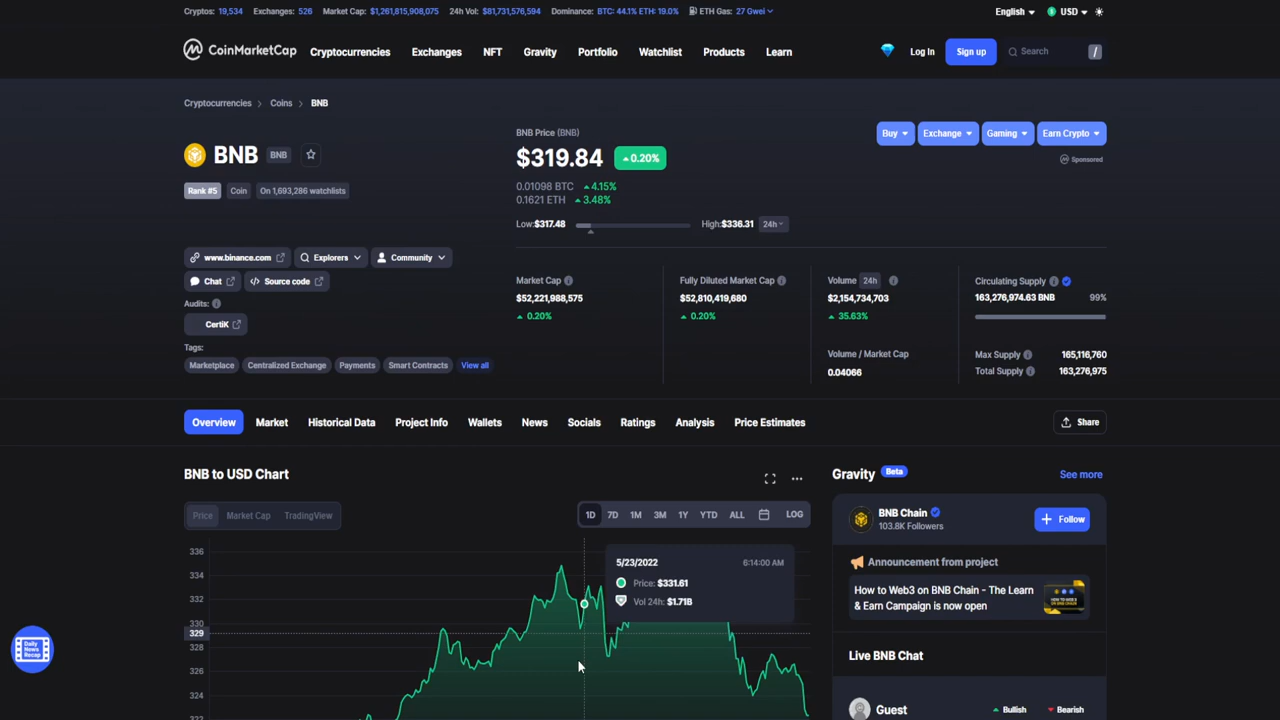 Cryptos: 19,534 Exchanges: 526 Market Cap: $1,261,815,908,075 24h Vol: $81,731,576,594 Dominance: BTC: 44.1% ETH: 19.0% ETH Gas: 27 Gwei English USD
CoinMarketCap Cryptocurrencies Exchanges NFT Gravity Portfolio Watchlist Products Learn Log In Sign up Search /
Cryptocurrencies > Coins > BNB
BNB Price (BNB)
Buy Exchange Gaming Earn Crypto
BNB BNB
$319.84 0.20%
Sponsored
Rank #5 Coin On 1,693,286 watchlists
0.01098 BTC 4.15%
0.1621 ETH 3.48%
Low:$317.48 High:$336.31 24h
www.binance.com Explorers Community
Chat Source code
Market Cap Fully Diluted Market Cap Volume 24h Circulating Supply
$52,221,988,575 $52,810,419,680 $2,154,734,703 163,276,974.63 BNB 99%
Audits:
0.20% 0.20% 35.63%
CertiK
Tags:
Volume / Market Cap Max Supply 165,116,760
Marketplace Centralized Exchange Payments Smart Contracts View all
0.04066 Total Supply 163,276,975
Overview Market Historical Data Project Info Wallets News Socials Ratings Analysis Price Estimates Share
BNB to USD Chart
Gravity Beta See more
Price Market Cap TradingView 1D 7D 1M 3M 1Y YTD ALL LOG
BNB Chain
103.8K Followers
Follow
336
334
332
330
329
328
326
324
322
5/23/2022 6:14:00 AM
Price: $331.61
Vol 24h: $1.71B
Announcement from project
How to Web3 on BNB Chain - The Learn
& Earn Campaign is now open
HOW TO WEB3 ON BNB CHAIN
Daily
News
Recap
Live BNB Chat
Guest Bullish Bearish